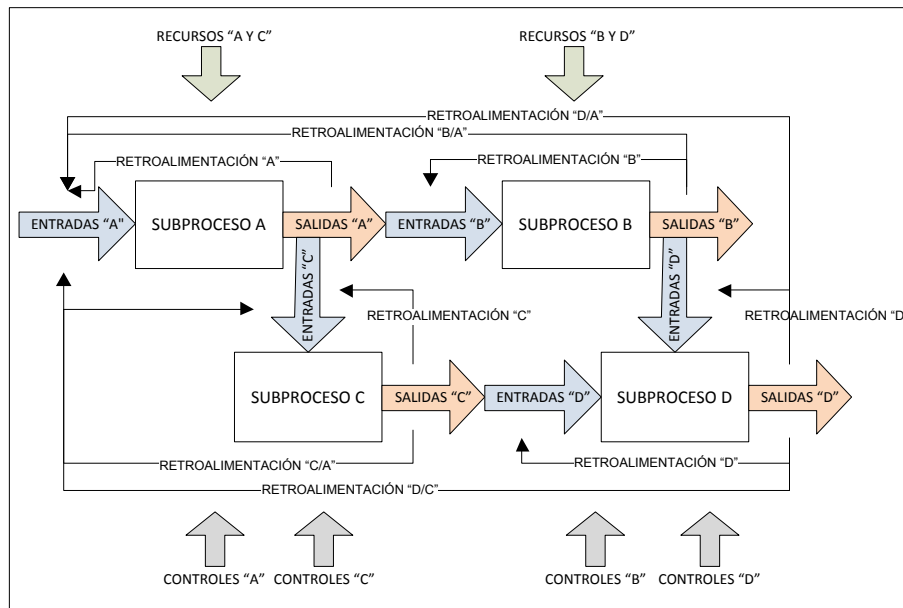 RECURSOS “A Y C”
RECURSOS “B Y D”
RETROALIMENTACIÓN “D/A”
RETROALIMENTACIÓN “B/A”
RETROALIMENTACIÓN “A”
RETROALIMENTACIÓN “B”
ENTRADAS “A"
SUBPROCESO A
SALIDAS “A”
ENTRADAS “B”
SUBPROCESO B
SALIDAS “B”
ENTRADAS “C”
ENTRADAS “D”
RETROALIMENTACIÓN “C”
RETROALIMENTACIÓN “D
SUBPROCESO C
SALIDAS “C”
ENTRADAS “D”
SUBPROCESO D
SALIDAS “D”
RETROALIMENTACIÓN “C/A”
RETROALIMENTACIÓN “D”
RETROALIMENTACIÓN “D/C”
CONTROLES “A”
CONTROLES “C”
CONTROLES “B”
CONTROLES “D”